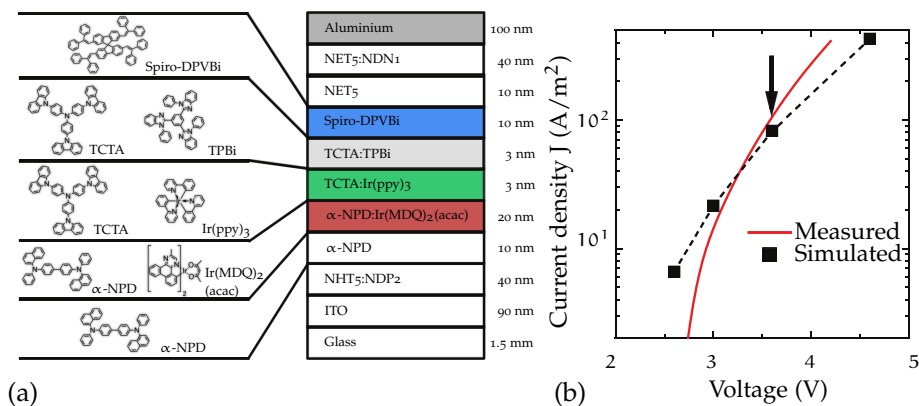 Spiro-DPVBi
TCTA
TPBi
TCTA
Ir(ppy)3
α-NPD
2
Ir
Ir(MDQ)2
(acac)
α-NPD
Aluminium 100 nm
NET5:NDN1 40 nm
NET5 10 nm
Spiro-DPVBi 10 nm
TCTA:TPBi 3 nm
TCTA:Ir(ppy)3 3 nm
α-NPD:Ir(MDQ)2(acac) 20 nm
α-NPD 10 nm
NHT5:NDP2 40 nm
ITO 90 nm
Glass 1.5 mm
(a)
Current density J (A/m²)
10²
10¹
Measured
Simulated
2 3 4 5
Voltage (V)
(b)